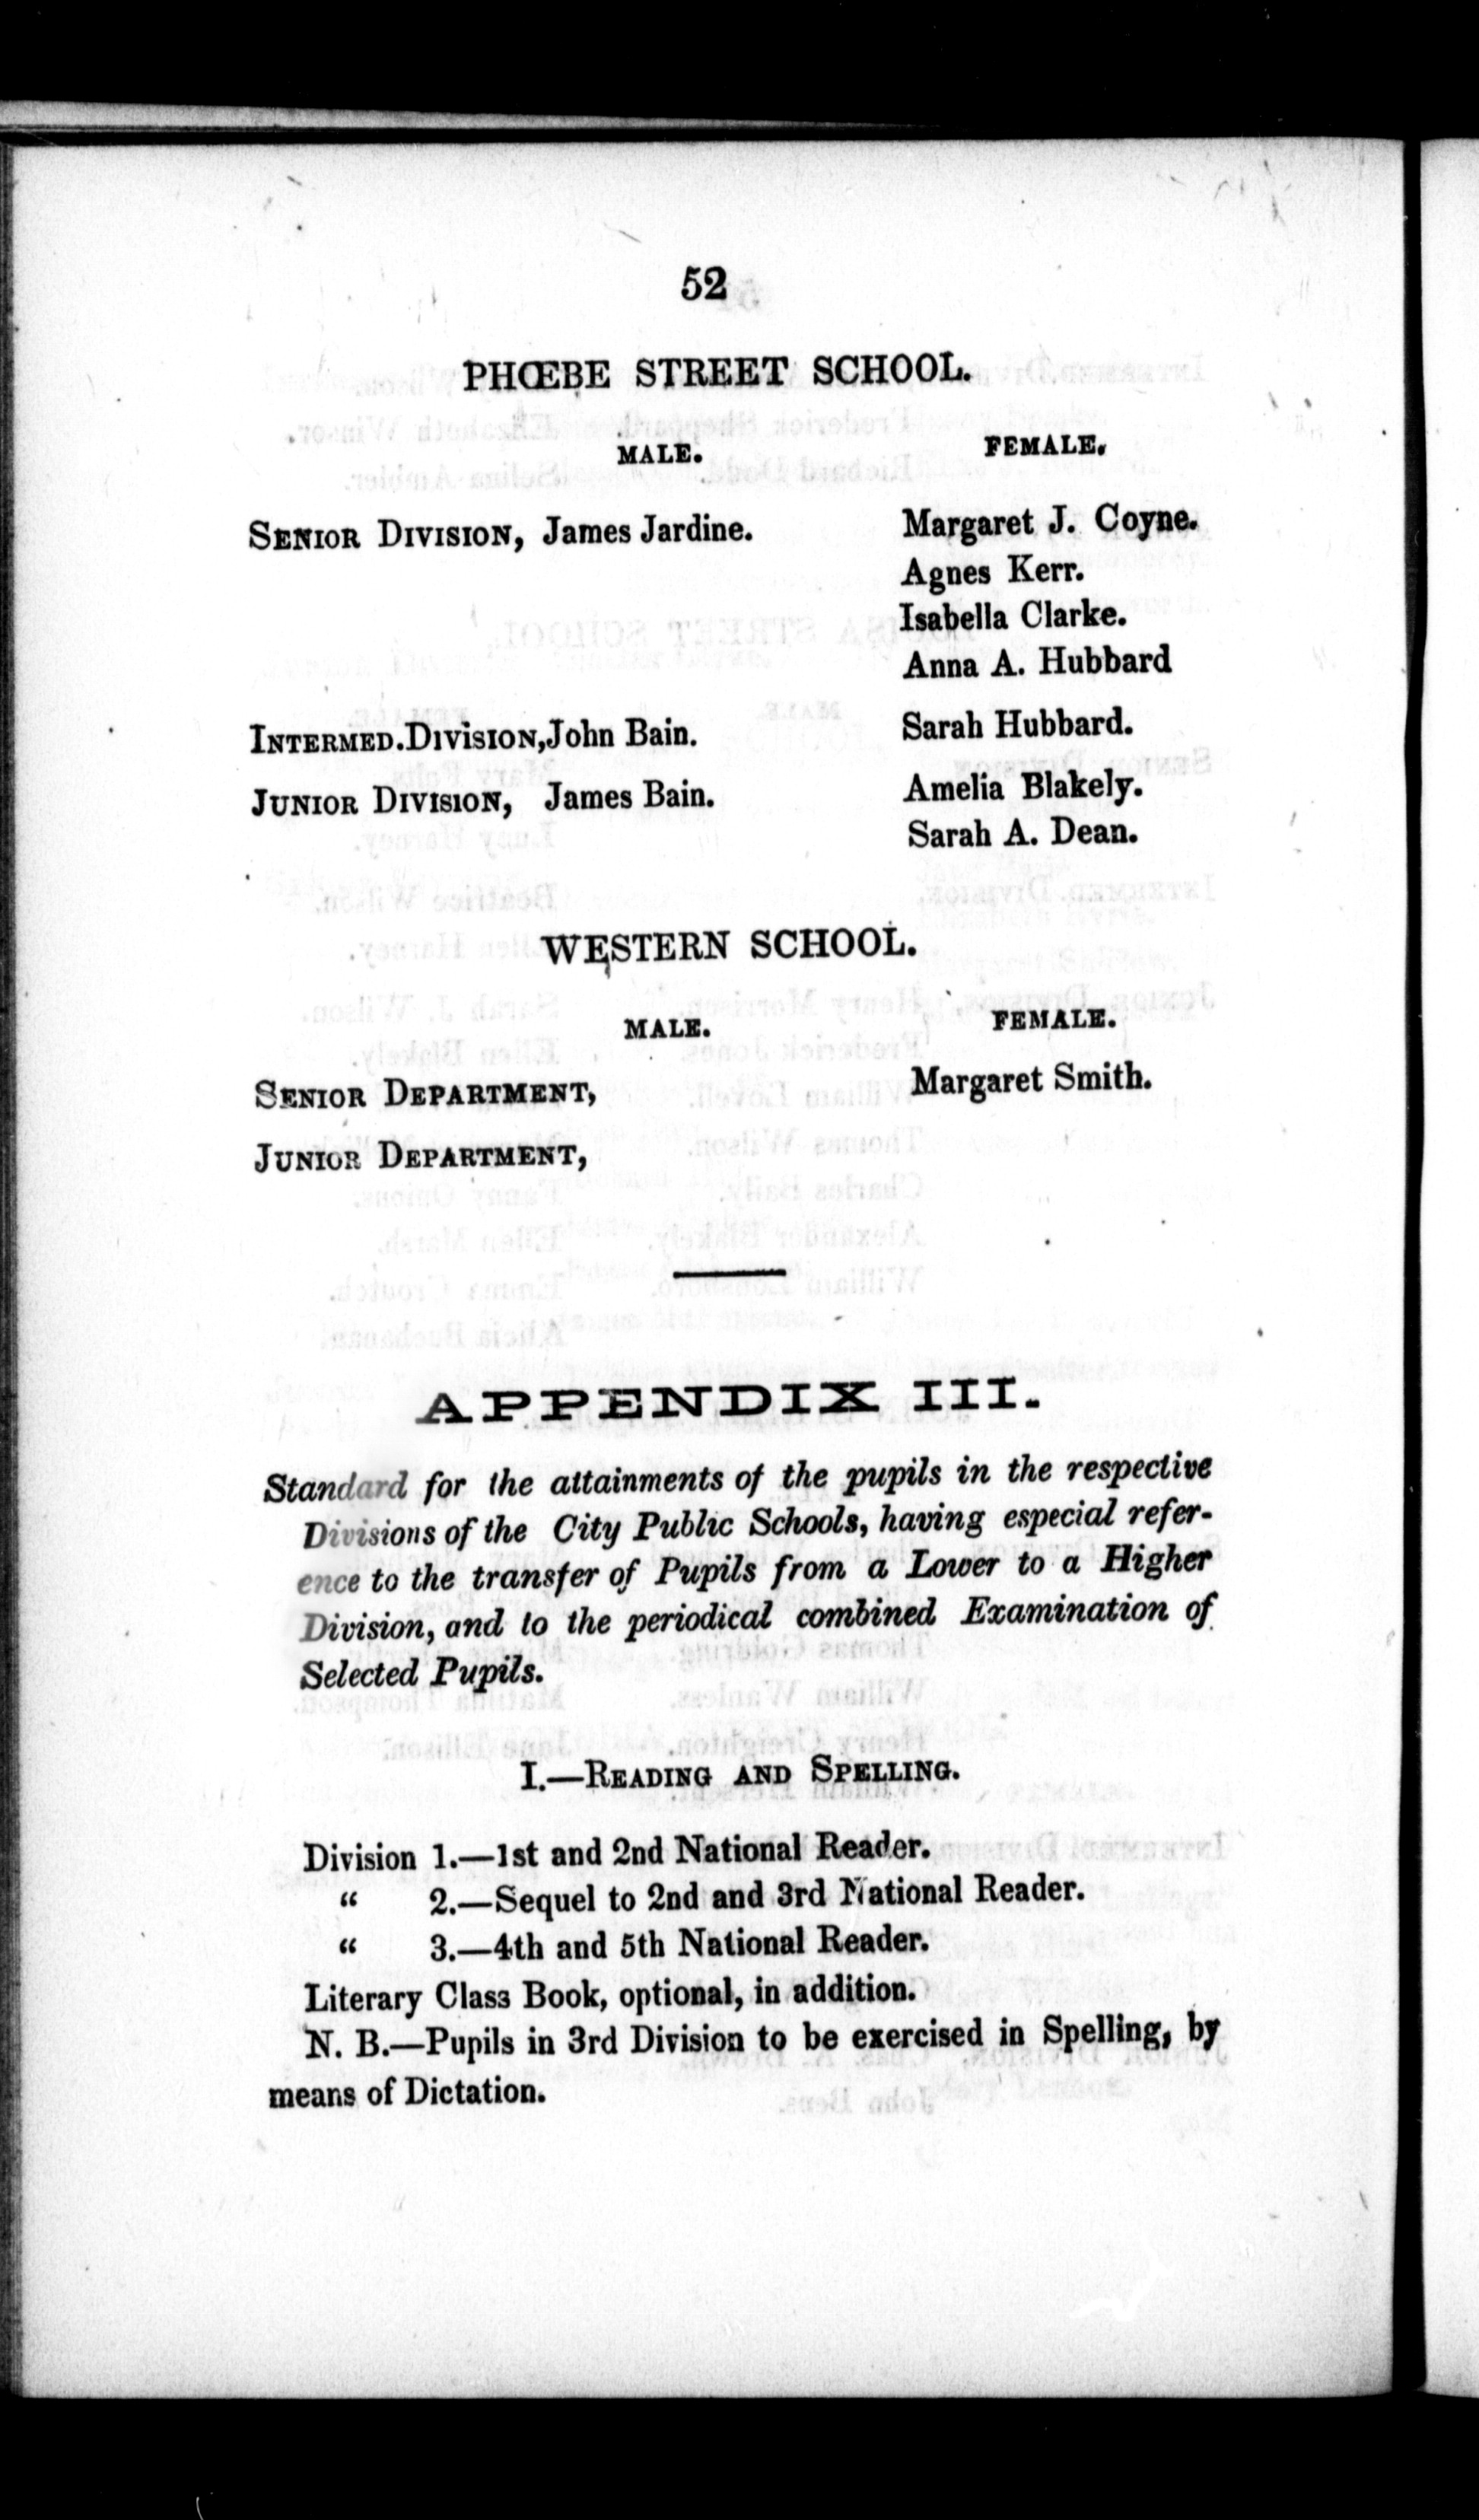 52
PHŒBE STREET SCHOOL.
MALE. FEMALE.
SENIOR DIVISION, James Jardine. Margaret J. Coyne.
Agnes Kerr.
Isabella Clarke.
Anna A. Hubbard
INTERMED. DIVISION, John Bain. Sarah Hubbard.
JUNIOR DIVISION, James Bain. Amelia Blakely.
Sarah A. Dean.
WESTERN SCHOOL.
MALE. FEMALE.
SENIOR DEPARTMENT, Margaret Smith.
JUNIOR DEPARTMENT,
APPENDIX III.
Standard for the attainments of the pupils in the respective
Divisions of the City Public Schools, having especial refer-
ence to the transfer of Pupils from a Lower to a Higher
Division, and to the periodical combined Examination of
Selected Pupils.
I.—READING AND SPELLING.
Division 1.—1st and 2nd National Reader.
“ 2.—Sequel to 2nd and 3rd National Reader.
“ 3.—4th and 5th National Reader.
Literary Class Book, optional, in addition.
N. B.—Pupils in 3rd Division to be exercised in Spelling, by
means of Dictation.